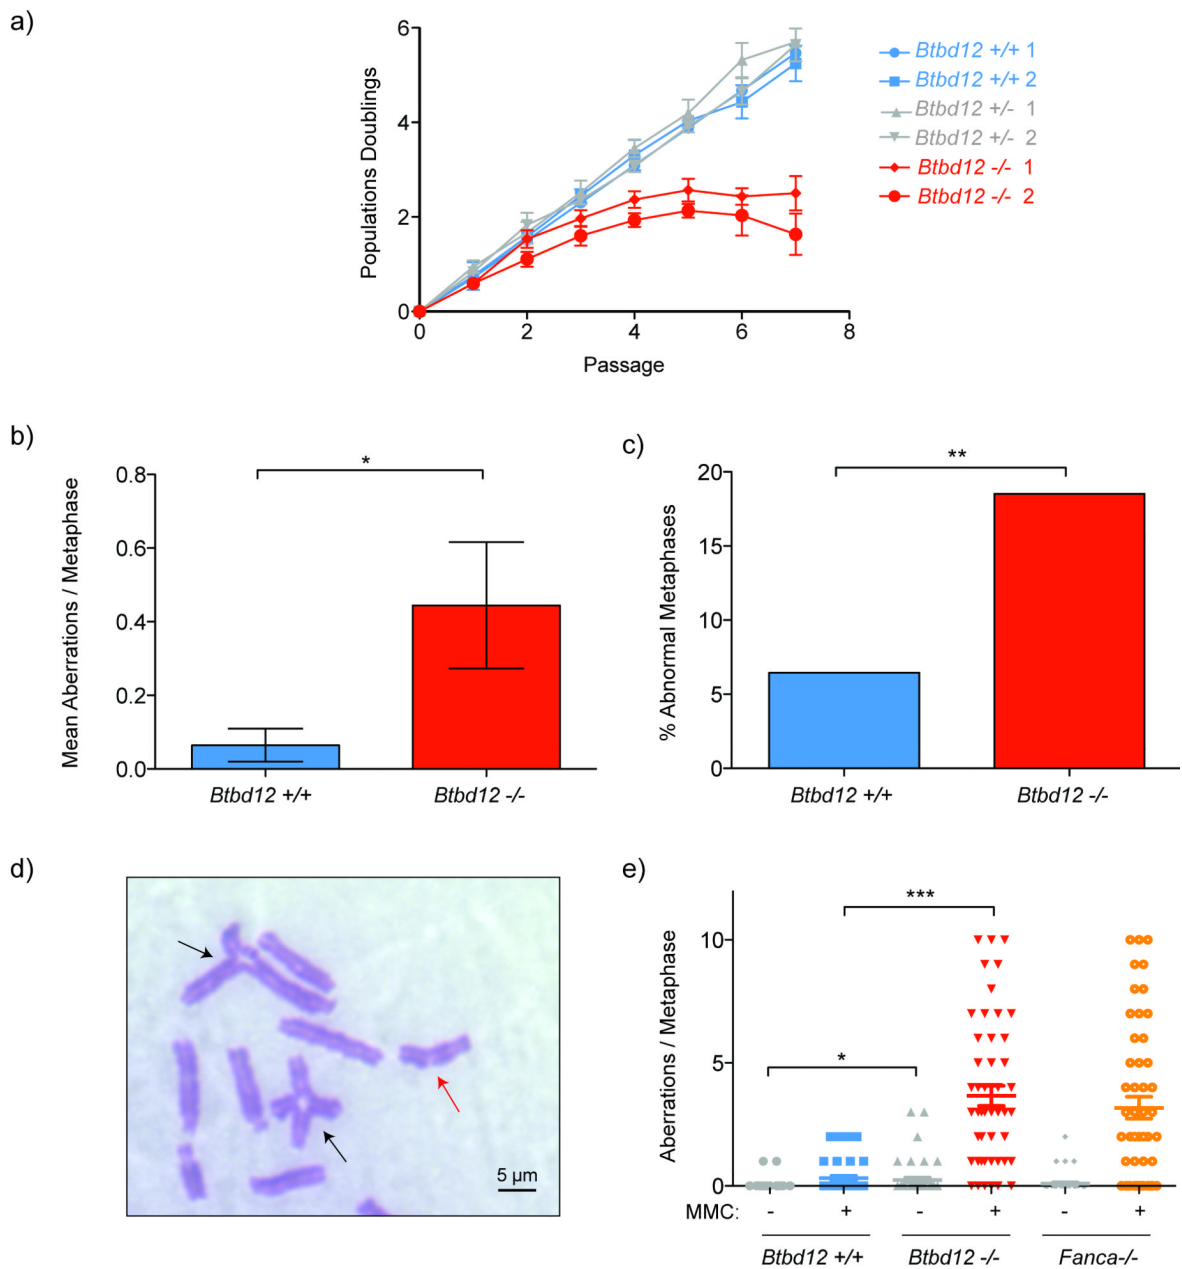 a)
Populations Doublings
6
4
2
0
0 2 4 6 8
Passage
Btbd12 +/+ 1
Btbd12 +/+ 2
Btbd12 +/- 1
Btbd12 +/- 2
Btbd12 -/- 1
Btbd12 -/- 2
b)
Mean Aberrations / Metaphase
0.8
0.6
0.4
0.2
0.0
*
Btbd12 +/+ Btbd12 -/-
c)
% Abnormal Metaphases
20
15
10
5
0
**
Btbd12 +/+ Btbd12 -/-
d)
5 µm
e)
Aberrations / Metaphase
10
5
0
***
*
MMC: - + - + - +
Btbd12 +/+ Btbd12 -/- Fanca-/-